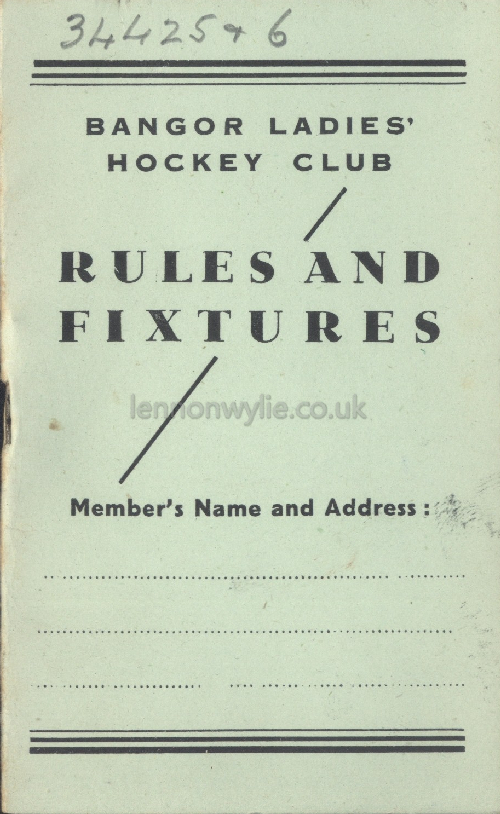 34425 & 6
BANGOR LADIES'
HOCKEY CLUB
RULES AND
FIXTURES
lennonwylie.co.uk
Member's Name and Address :